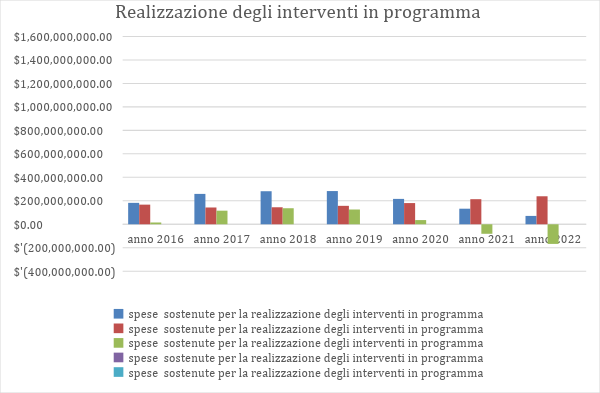 Realizzazione degli interventi in programma
$1,600,000,000.00
$1,400,000,000.00
$1,200,000,000.00
$1,000,000,000.00
$800,000,000.00
$600,000,000.00
$400,000,000.00
$200,000,000.00
$0.00
$'(200,000,000.00)
$'(400,000,000.00)
anno 2016 anno 2017 anno 2018 anno 2019 anno 2020 anno 2021 anno 2022
spese  sostenute per la realizzazione degli interventi in programma
spese  sostenute per la realizzazione degli interventi in programma
spese  sostenute per la realizzazione degli interventi in programma
spese  sostenute per la realizzazione degli interventi in programma
spese  sostenute per la realizzazione degli interventi in programma